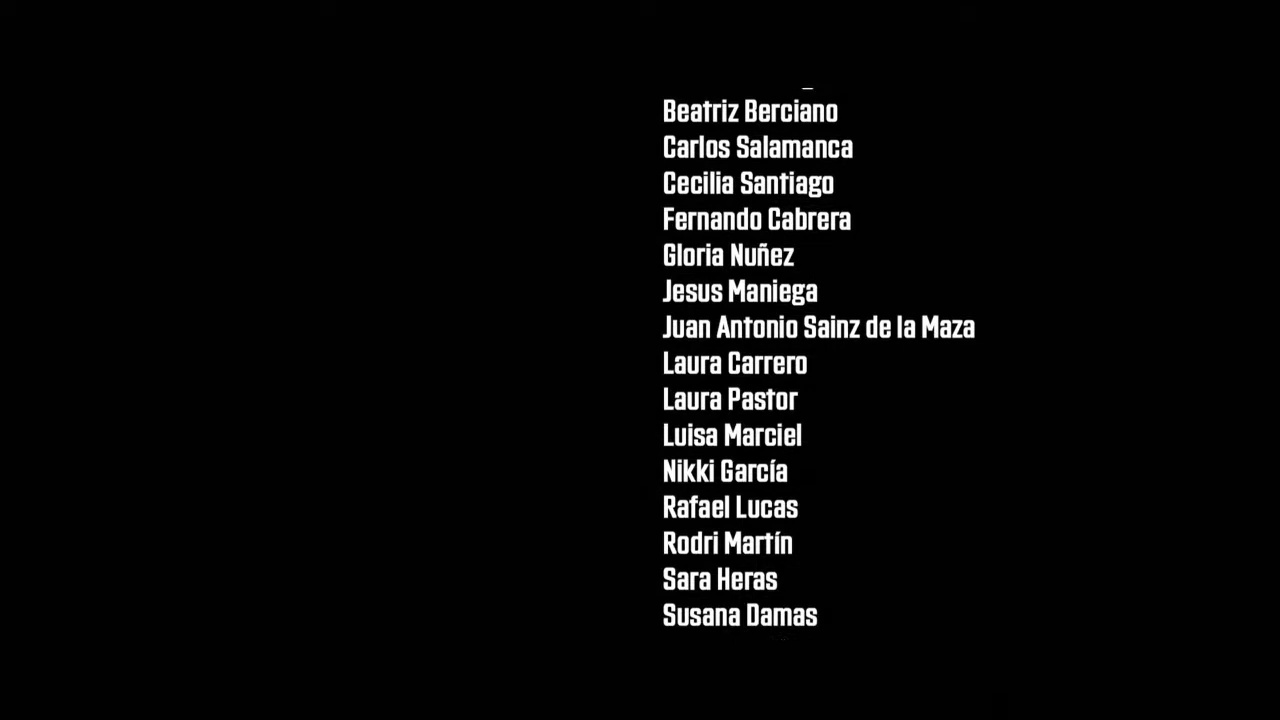 Beatriz Berciano
Carlos Salamanca
Cecilia Santiago
Fernando Cabrera
Gloria Nuñez
Jesus Maniega
Juan Antonio Sainz de la Maza
Laura Carrero
Laura Pastor
Luisa Marciel
Nikki García
Rafael Lucas
Rodri Martín
Sara Heras
Susana Damas